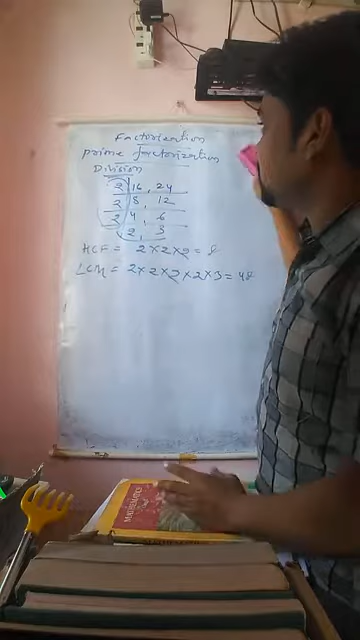 Factorization
prime factorization
Division
2 | 16, 24
2 | 8, 12
2 | 4, 6
2, 3
HCF = 2×2×2 = 8
LCM = 2×2×2×2×3 = 48
MATHEMATICS